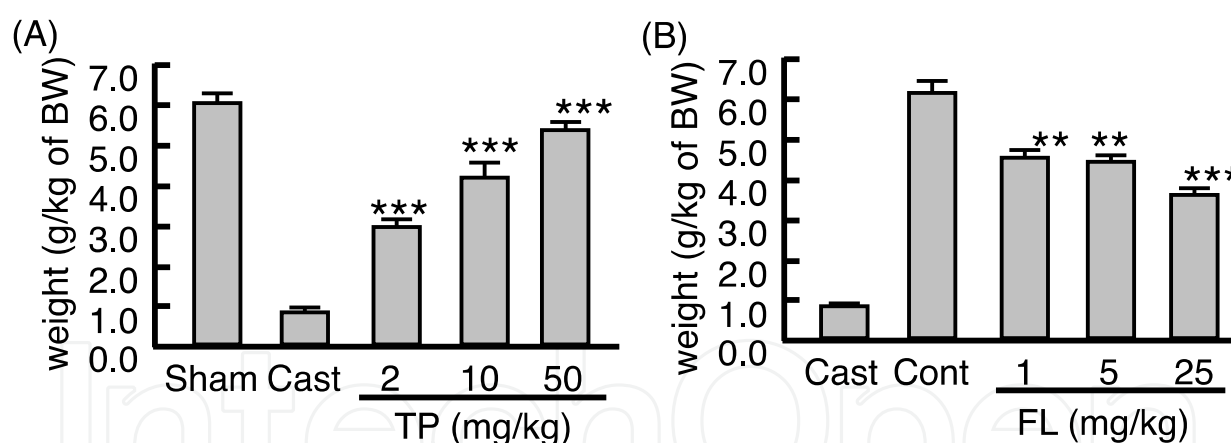 (A)
weight (g/kg of BW)
7.0
6.0
5.0
4.0
3.0
2.0
1.0
0.0
***
***
***
Sham Cast 2 10 50
TP (mg/kg)
(B)
weight (g/kg of BW)
7.0
6.0
5.0
4.0
3.0
2.0
1.0
0.0
** **
***
Cast Cont 1 5 25
FL (mg/kg)
IntechOpen